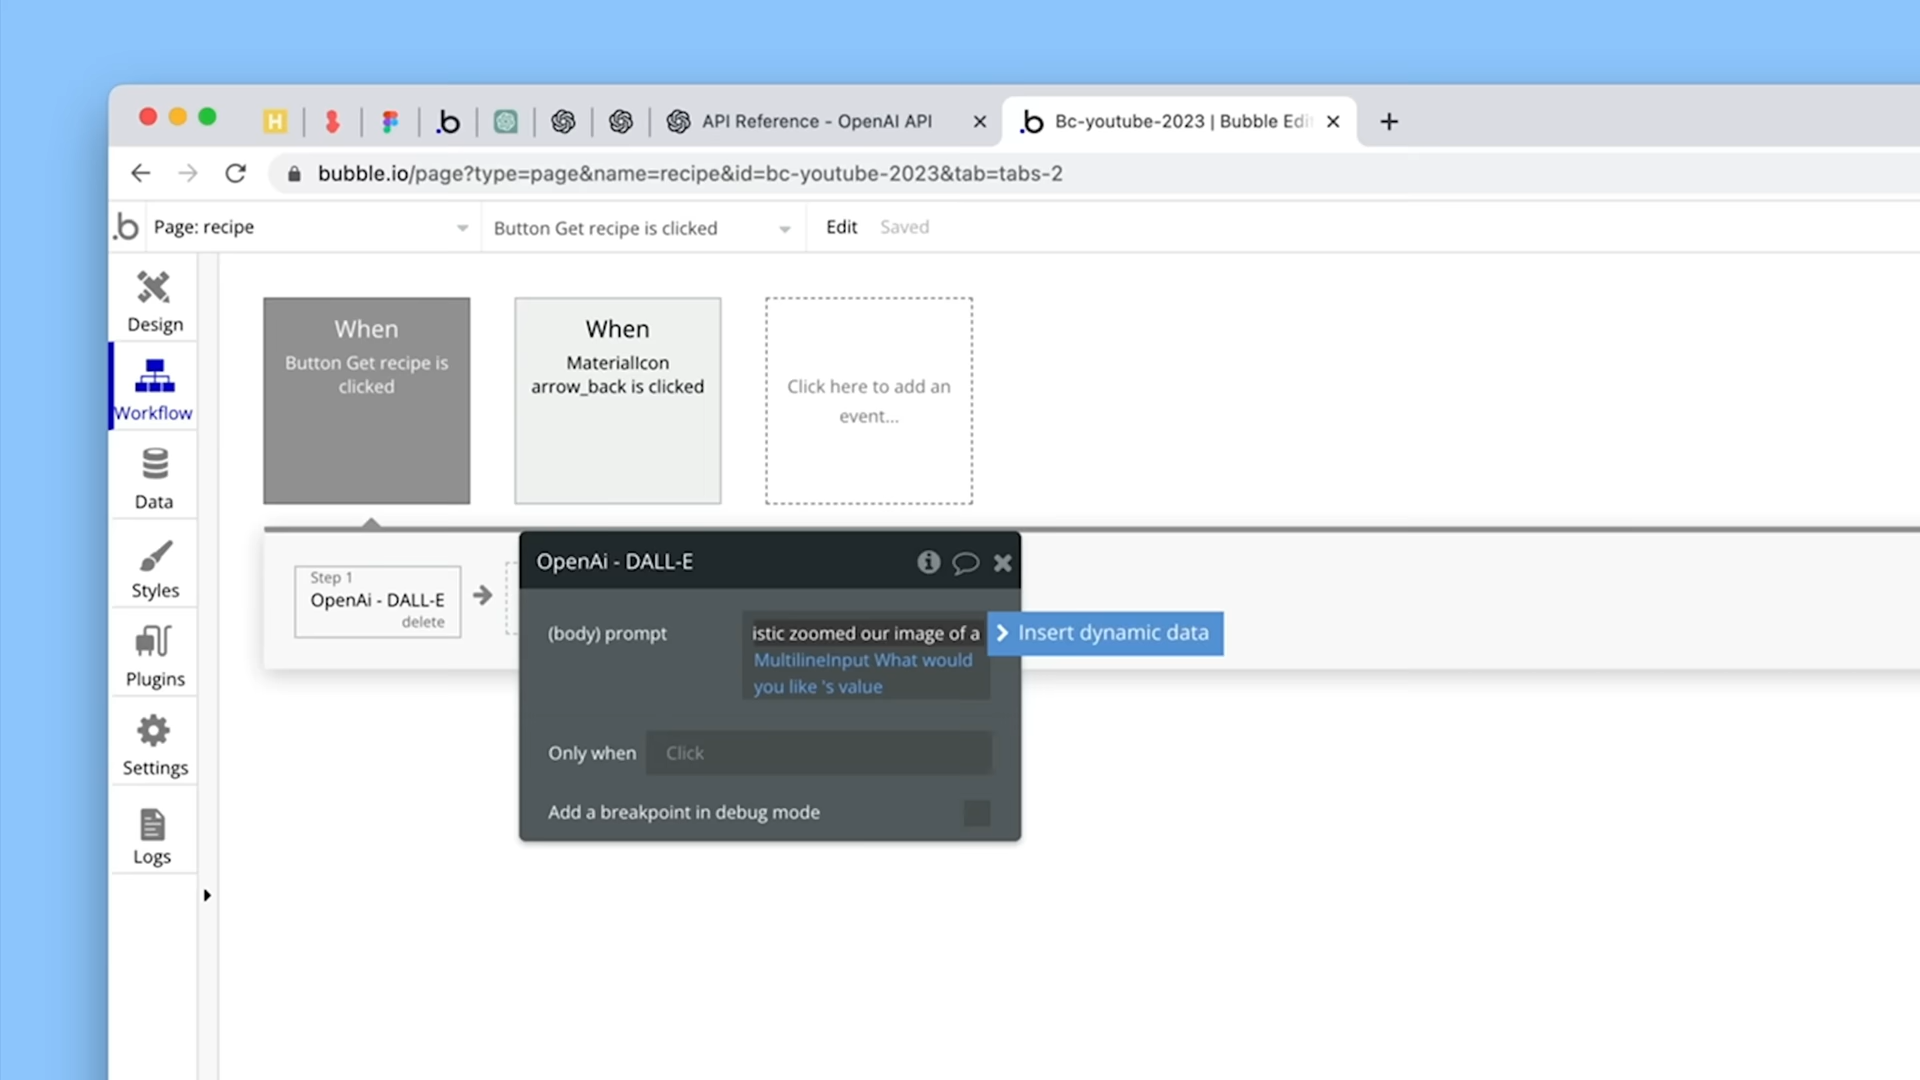 H
.b
API Reference - OpenAI API
.b
Bc-youtube-2023 | Bubble Edi
bubble.io/page?type=page&name=recipe&id=bc-youtube-2023&tab=tabs-2
.b
Page: recipe
Button Get recipe is clicked
Edit
Saved
Design
Workflow
Data
Styles
Plugins
Settings
Logs
When
Button Get recipe is
clicked
When
MaterialIcon
arrow_back is clicked
Click here to add an
event...
Step 1
OpenAi - DALL-E
delete
OpenAi - DALL-E
(body) prompt
istic zoomed our image of a
MultilineInput What would
you like 's value
Insert dynamic data
Only when
Click
Add a breakpoint in debug mode